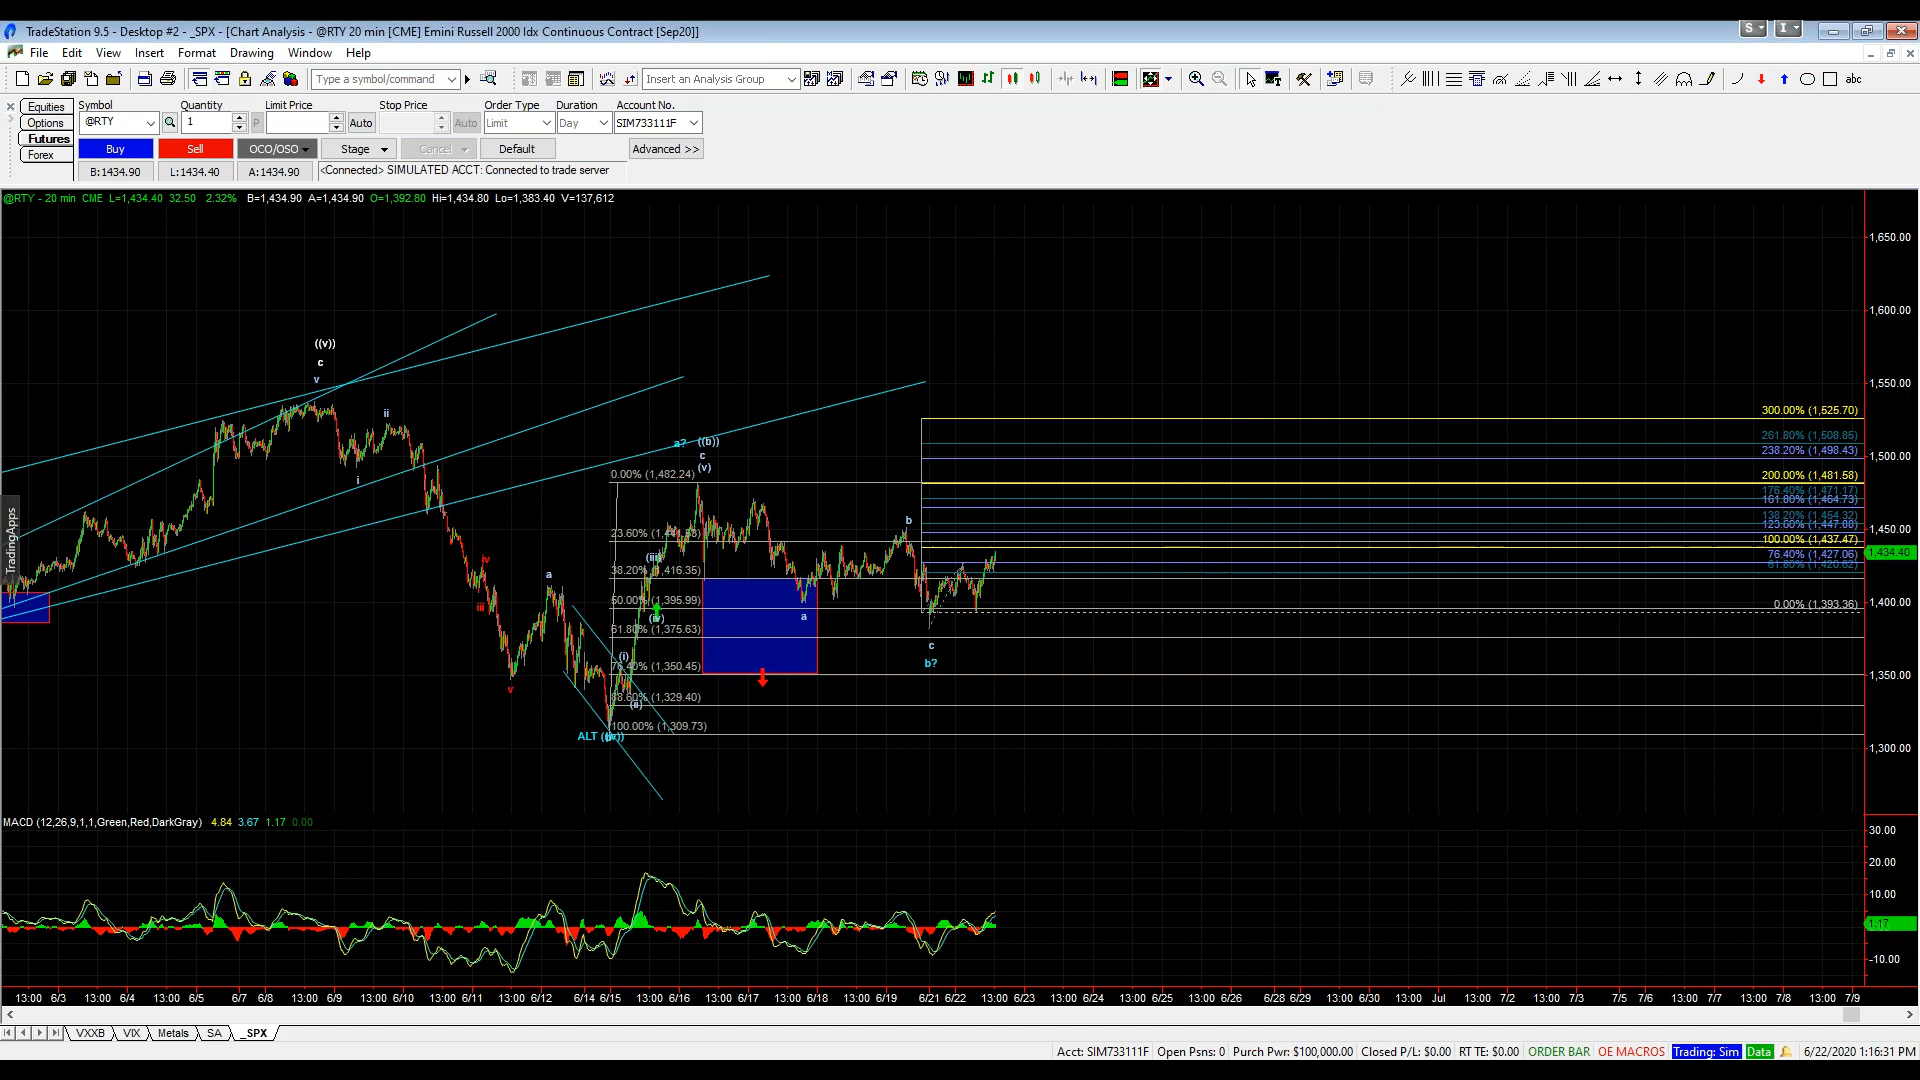 TradeStation 9.5 - Desktop #2 - _SPX - [Chart Analysis - @RTY 20 min [CME] Emini Russell 2000 Idx Continuous Contract [Sep20]]
S I
File Edit View Insert Format Drawing Window Help
Type a symbol/command Insert an Analysis Group abc
Equities Symbol Quantity Limit Price Stop Price Order Type Duration Account No.
Options @RTY 1 P Auto Auto Limit Day SIM733111F
Futures
Forex Buy Sell OCO/OSO Stage Cancel Default Advanced >>
B:1434.90 L:1434.40 A:1434.90 <Connected> SIMULATED ACCT: Connected to trade server
@RTY - 20 min CME L=1,434.40 32.50 2.32% B=1,434.90 A=1,434.90 O=1,392.80 Hi=1,434.80 Lo=1,383.40 V=137,612
1,650.00
1,600.00
((v))
c
v
1,550.00
ii
300.00% (1,525.70)
261.80% (1,508.85)
a? ((b))
238.20% (1,498.43)
c
1,500.00
(v)
0.00% (1,482.24)
200.00% (1,481.58)
i
176.40% (1,471.17)
161.80% (1,464.73)
138.20% (1,454.32)
b
123.60% (1,447.88)
1,450.00
23.60%
100.00% (1,437.47)
1,434.40
76.40% (1,427.06)
(iii)
iv
61.80% (1,420.62)
38.20% (1,416.35)
a
50.00% (1,395.99)
1,400.00
0.00% (1,393.36)
iii
a
(iv)
61.80% (1,375.63)
c
(i)
b?
76.40% (1,350.45)
1,350.00
v
88.60% (1,329.40)
(ii)
100.00% (1,309.73)
ALT
1,300.00
TradingApps
MACD (12,26,9,1,1,Green,Red,DarkGray) 4.84 3.67 1.17 0.00
30.00
20.00
10.00
1.17
-10.00
13:00 6/3 13:00 6/4 13:00 6/5 6/7 6/8 13:00 6/9 13:00 6/10 13:00 6/11 13:00 6/12 6/14 6/15 13:00 6/16 13:00 6/17 13:00 6/18 13:00 6/19 6/21 6/22 13:00 6/23 13:00 6/24 13:00 6/25 13:00 6/26 6/28 6/29 13:00 6/30 13:00 Jul 13:00 7/2 13:00 7/3 7/5 7/6 13:00 7/7 13:00 7/8 13:00 7/9
VXXB VIX Metals SA _SPX
Acct: SIM733111F Open Psns: 0 Purch Pwr: $100,000.00 Closed P/L: $0.00 RT TE: $0.00 ORDER BAR OE MACROS Trading: Sim Data 6/22/2020 1:16:31 PM